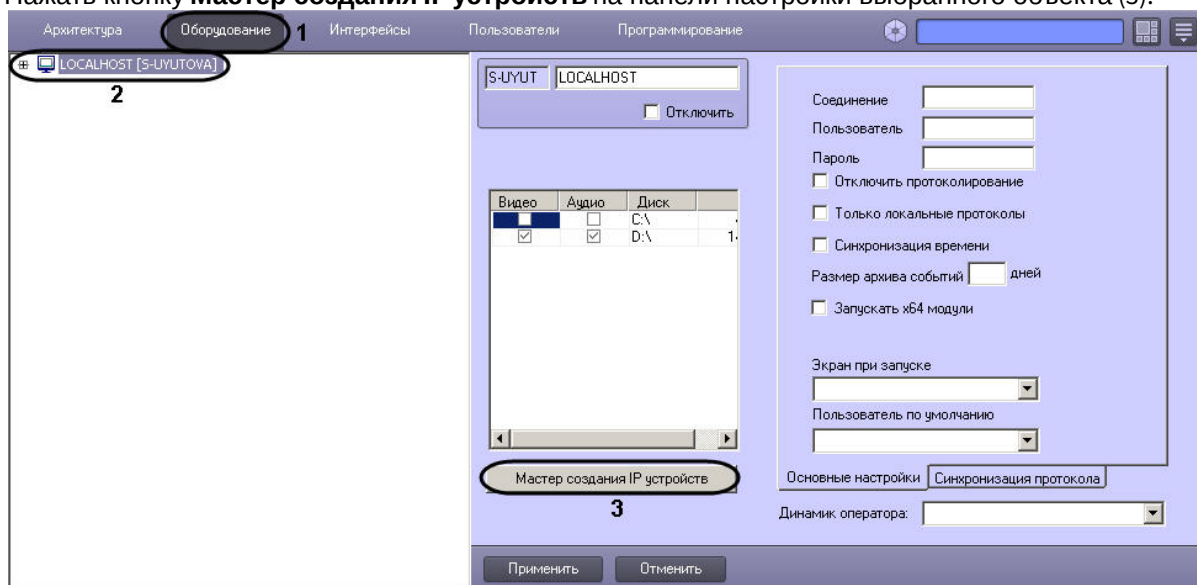 Нажать кнопку Мастер создания IP устройств на панели настройки выбранного объекта (3).
Архитектура Оборудование 1 Интерфейсы Пользователи Программирование
LOCALHOST [S-UYUTOVA]
2
S-UYUT LOCALHOST
Отключить
Видео Аудио Диск
C:\
D:\ 1
Мастер создания IP устройств
3
Соединение
Пользователь
Пароль
Отключить протоколирование
Только локальные протоколы
Синхронизация времени
Размер архива событий дней
Запускать x64 модули
Экран при запуске
Пользователь по умолчанию
Основные настройки Синхронизация протокола
Динамик оператора:
Применить Отменить